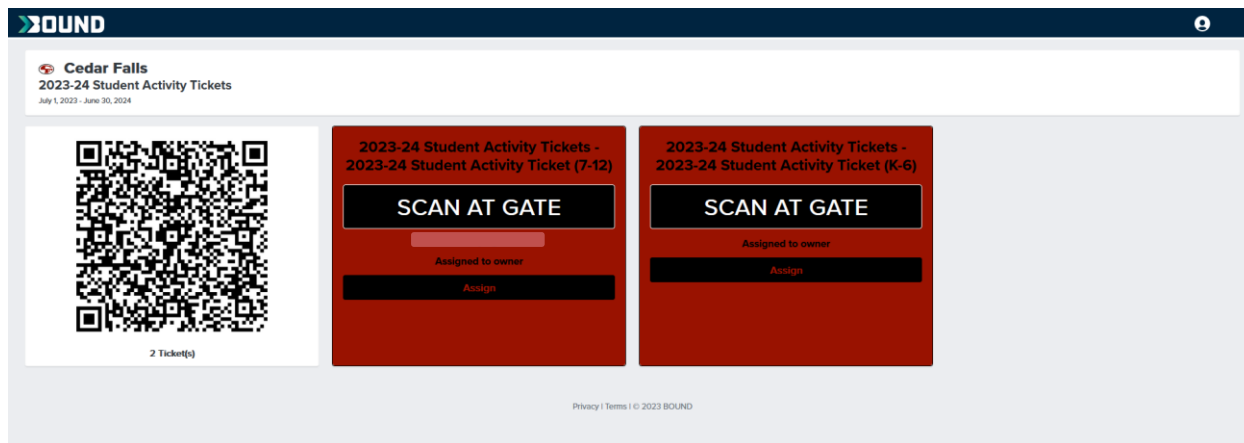 BOUND
Cedar Falls
2023-24 Student Activity Tickets
July 1, 2023 - June 30, 2024
2 Ticket(s)
2023-24 Student Activity Tickets -
2023-24 Student Activity Ticket (7-12)
SCAN AT GATE
Assigned to owner
Assign
2023-24 Student Activity Tickets -
2023-24 Student Activity Ticket (K-6)
SCAN AT GATE
Assigned to owner
Assign
Privacy | Terms | © 2023 BOUND